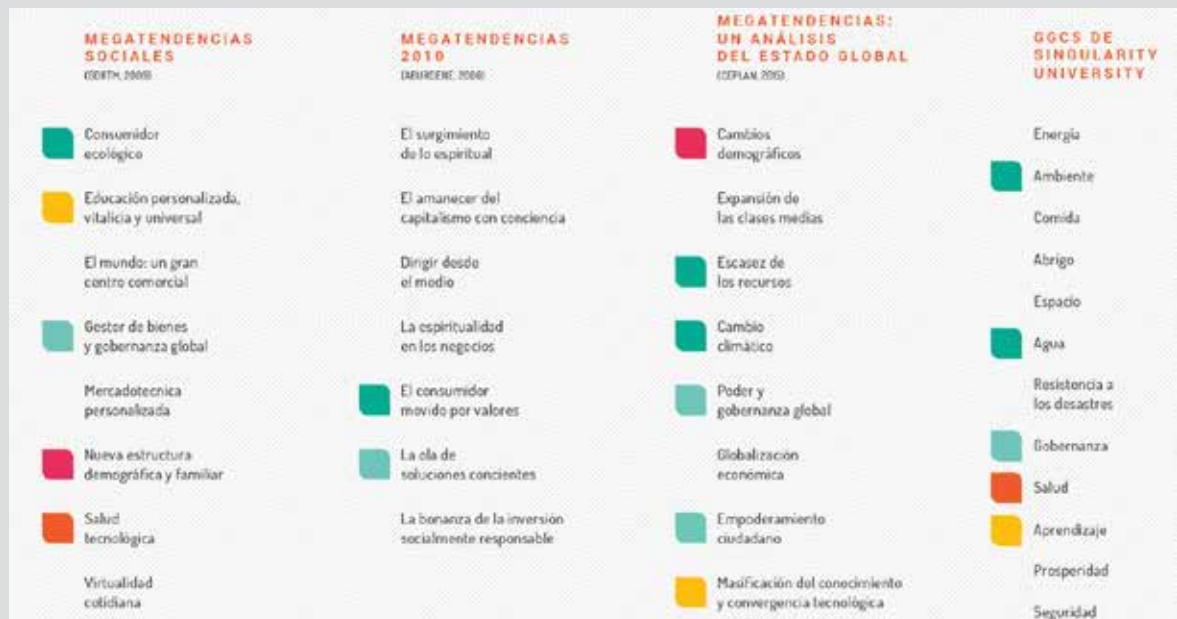 MEGATENDENCIAS
SOCIALES
MEGATENDENCIAS
2010
MEGATENDENCIAS:
UN ANÁLISIS
DEL ESTADO GLOBAL
GGCS DE
SINGULARITY
UNIVERSITY
Consumidor
ecológico
Educación personalizada,
vitalicia y universal
El mundo: un gran
centro comercial
Gestor de bienes
y gobernanza global
Mercadotecnica
personalizada
Nueva estructura
demográfica y familiar
Salud
tecnológica
Virtualidad
cotidiana
El surgimiento
de lo espiritual
El amanecer del
capitalismo con conciencia
Dirigir desde
el medio
La espiritualidad
en los negocios
El consumidor
movido por valores
La ola de
soluciones concientes
La bonanza de la inversión
socialmente responsable
(CEPLAN, 2015)
Cambios
demográficos
Expansión de
las clases medias
Escasez de
los recursos
Cambio
climático
Poder y
gobernanza global
Globalización
económica
Empoderamiento
ciudadano
Masificación del conocimiento
y convergencia tecnológica
Energía
Ambiente
Comida
Abrigo
Espacio
Agua
Resistencia a
los desastres
Gobernanza
Salud
Aprendizaje
Prosperidad
Seguridad